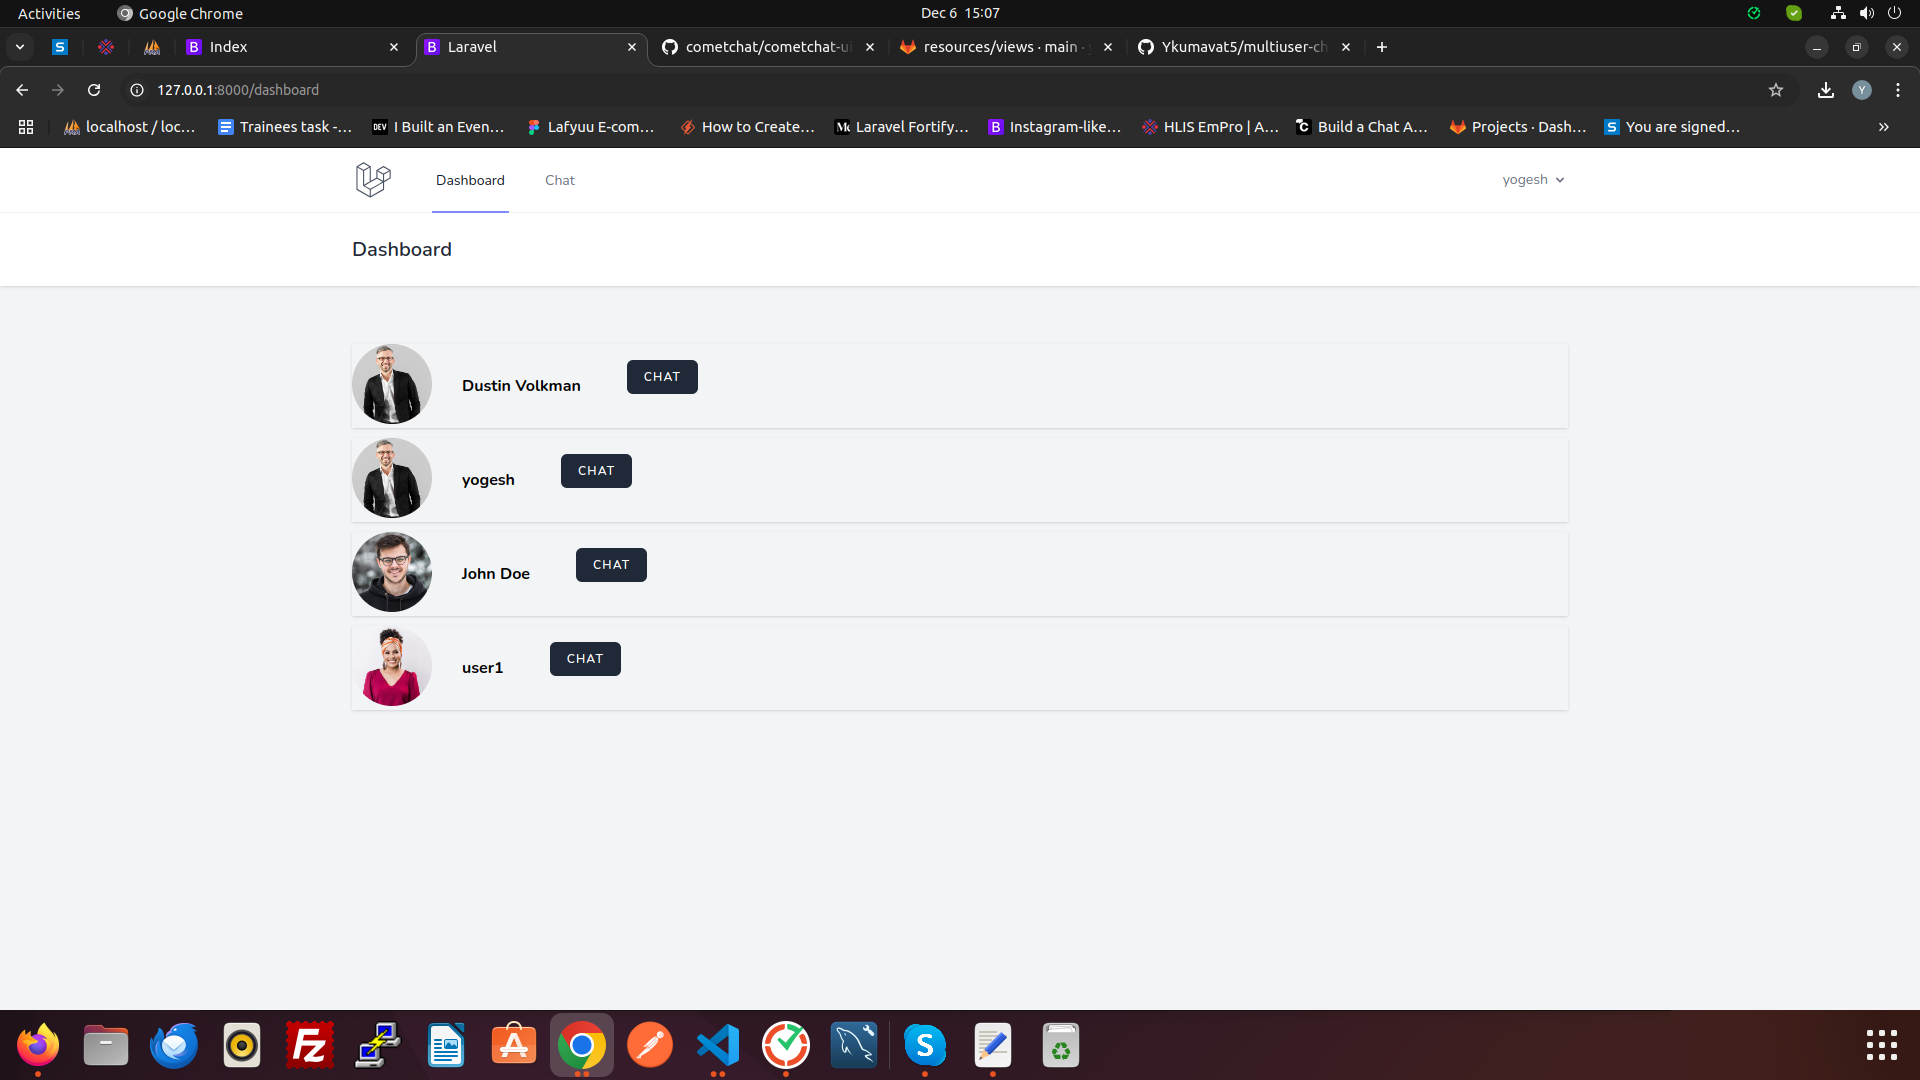 Activities Google Chrome Dec 6 15:07
S Index Laravel cometchat/cometchat-ui resources/views · main · Ykumavat5/multiuser-ch
127.0.0.1:8000/dashboard Y
localhost / loc... Trainees task -... DEV I Built an Even... Lafyuu E-com... How to Create... Laravel Fortify... Instagram-like... HLIS EmPro | A... Build a Chat A... Projects · Dash... You are signed...
Dashboard Chat yogesh
Dashboard
Dustin Volkman CHAT
yogesh CHAT
John Doe CHAT
user1 CHAT